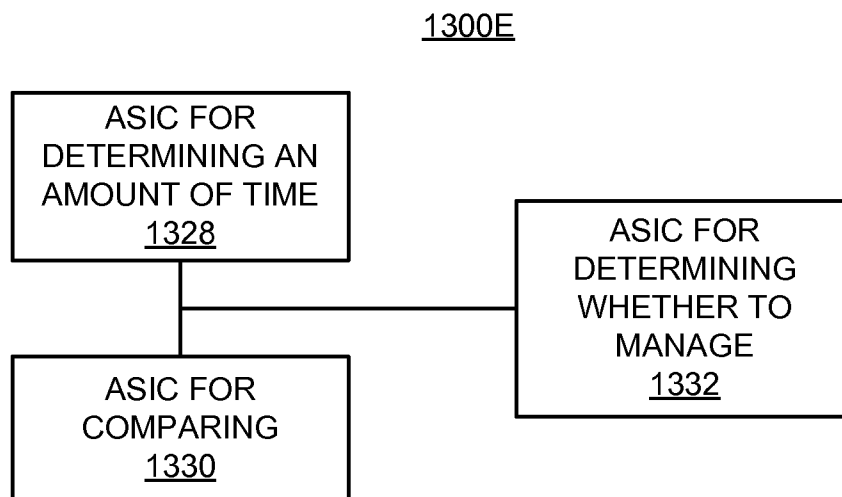 1300E
ASIC FOR
DETERMINING AN
AMOUNT OF TIME
1328
ASIC FOR
COMPARING
1330
ASIC FOR
DETERMINING
WHETHER TO
MANAGE
1332